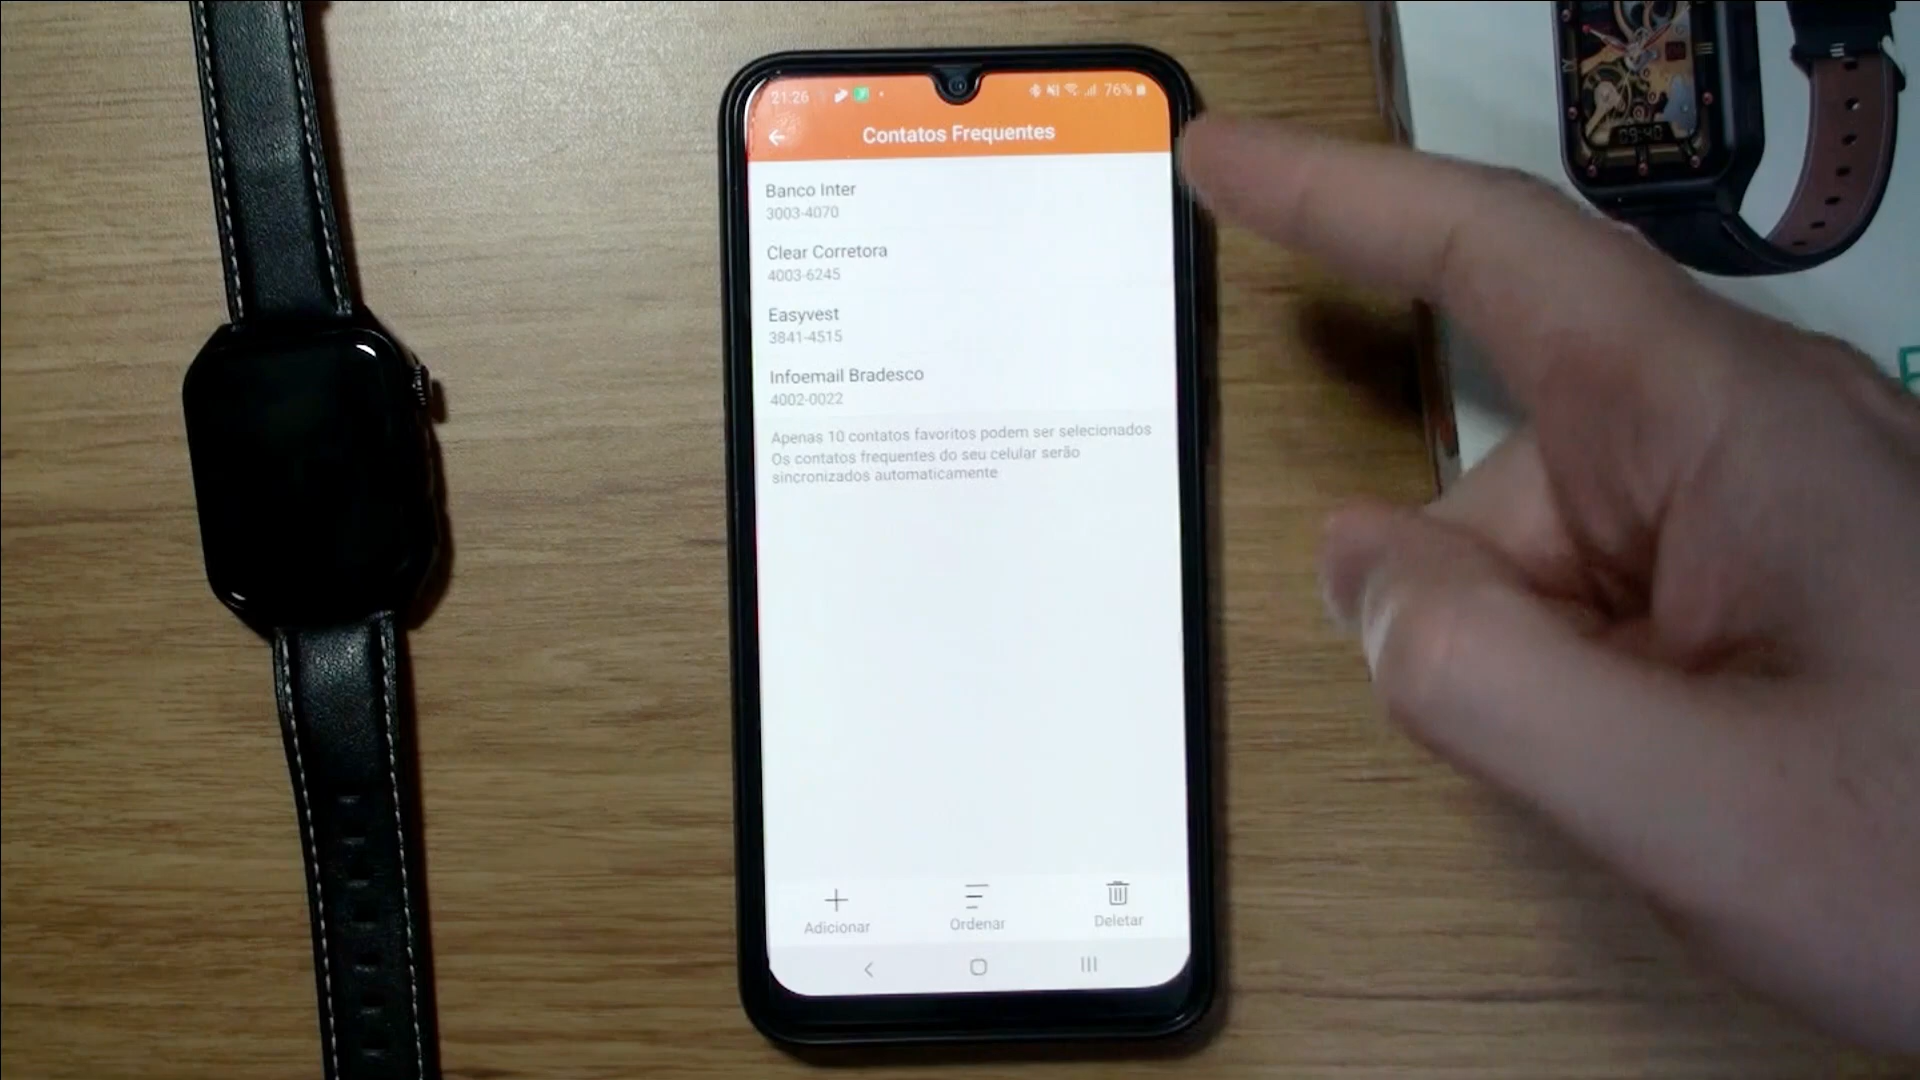 21:26
76%
Contatos Frequentes
Banco Inter
3003-4070
Clear Corretora
4003-6245
Easyvest
3841-4515
Infoemail Bradesco
4002-0022
Apenas 10 contatos favoritos podem ser selecionados
Os contatos frequentes do seu celular serão
sincronizados automaticamente
Adicionar
Ordenar
Deletar
09:40